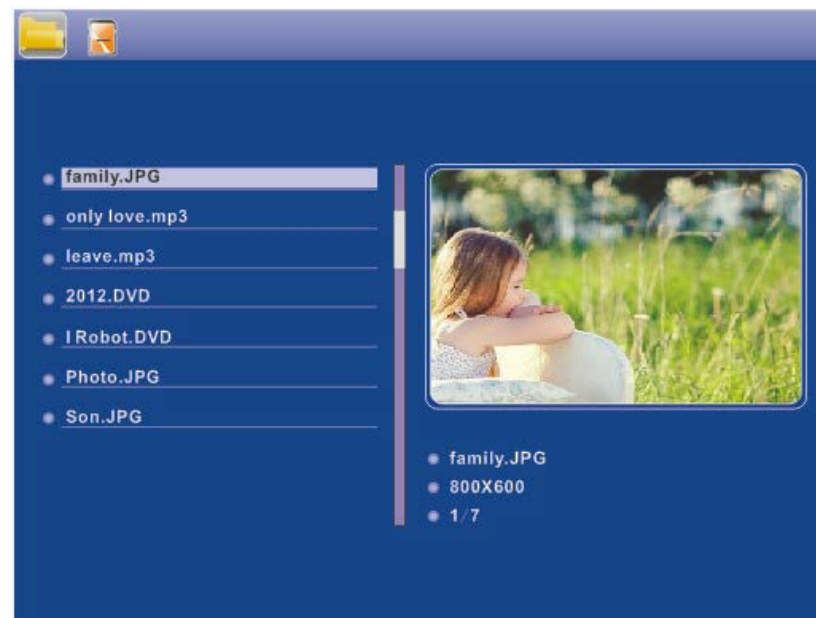 family.JPG
only love.mp3
leave.mp3
2012.DVD
I Robot.DVD
Photo.JPG
Son.JPG
family.JPG
800X600
1/7